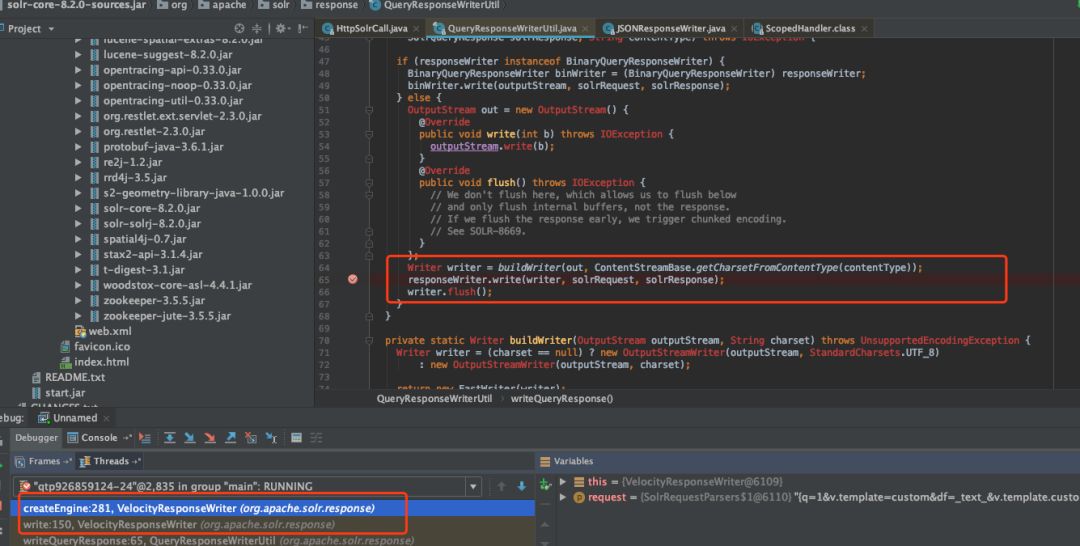 solr-core-8.2.0-sources.jar org apache solr response QueryResponseWriterUtil
Project
HttpSolrCall.java QueryResponseWriterUtil.java JSONResponseWriter.java ScopedHandler.class
lucene-spatial-extras-8.2.0.jar
lucene-suggest-8.2.0.jar
opentracing-api-0.33.0.jar
opentracing-noop-0.33.0.jar
opentracing-util-0.33.0.jar
org.restlet.ext.servlet-2.3.0.jar
org.restlet-2.3.0.jar
protobuf-java-3.6.1.jar
re2j-1.2.jar
rrd4j-3.5.jar
s2-geometry-library-java-1.0.0.jar
solr-core-8.2.0.jar
solr-solrj-8.2.0.jar
spatial4j-0.7.jar
stax2-api-3.1.4.jar
t-digest-3.1.jar
woodstox-core-asl-4.4.1.jar
zookeeper-3.5.5.jar
zookeeper-jute-3.5.5.jar
web.xml
favicon.ico
index.html
README.txt
start.jar
CHANGES.txt
45 SolrQueryResponse solrResponse, String contentType) throws IOException {
46
47 if (responseWriter instanceof BinaryQueryResponseWriter) {
48 BinaryQueryResponseWriter binWriter = (BinaryQueryResponseWriter) responseWriter;
49 binWriter.write(outputStream, solrRequest, solrResponse);
50 } else {
51 OutputStream out = new OutputStream() {
52 @Override
53 public void write(int b) throws IOException {
54 outputStream.write(b);
55 }
56 @Override
57 public void flush() throws IOException {
58 // We don't flush here, which allows us to flush below
59 // and only flush internal buffers, not the response.
60 // If we flush the response early, we trigger chunked encoding.
61 // See SOLR-8669.
62 }
63 };
64 Writer writer = buildWriter(out, ContentStreamBase.getCharsetFromContentType(contentType));
65 responseWriter.write(writer, solrRequest, solrResponse);
66 writer.flush();
67 }
68 }
69
70 private static Writer buildWriter(OutputStream outputStream, String charset) throws UnsupportedEncodingException {
71 Writer writer = (charset == null) ? new OutputStreamWriter(outputStream, StandardCharsets.UTF_8)
72 : new OutputStreamWriter(outputStream, charset);
73
74 return new FastWriter(writer);
QueryResponseWriterUtil writeQueryResponse()
ebug: Unnamed
Debugger Console
Frames Threads
"qtp926859124-24"@2,835 in group "main": RUNNING
createEngine:281, VelocityResponseWriter (org.apache.solr.response)
write:150, VelocityResponseWriter (org.apache.solr.response)
writeQueryResponse:65, QueryResponseWriterUtil (org.apache.solr.response)
Variables
this = {VelocityResponseWriter@6109}
request = {SolrRequestParsers$1@6110} "{q=1&v.template=custom&df=_text_&v.template.custo